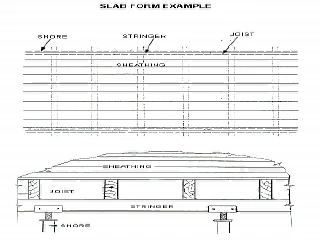 SLAB FORM EXAMPLE
SHORE STRINGER JOIST
SHEATHING
SHEATHING
JOIST
STRINGER
SHORE